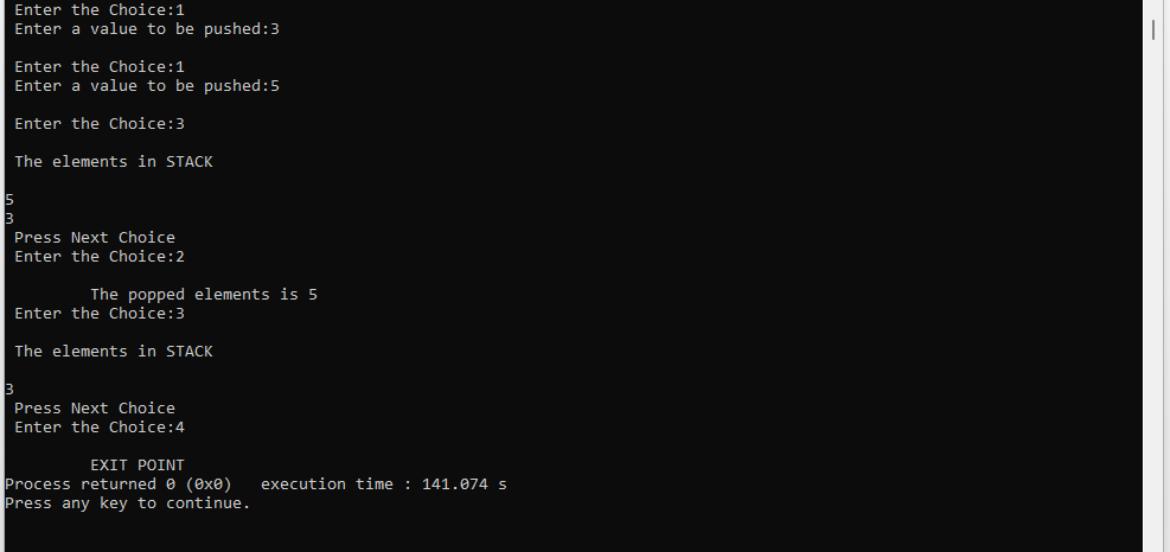 Enter the Choice:1
Enter a value to be pushed:3
Enter the Choice:1
Enter a value to be pushed:5
Enter the Choice:3
The elements in STACK
5
3
Press Next Choice
Enter the Choice:2
The popped elements is 5
Enter the Choice:3
The elements in STACK
3
Press Next Choice
Enter the Choice:4
EXIT POINT
Process returned 0 (0x0)   execution time : 141.074 s
Press any key to continue.